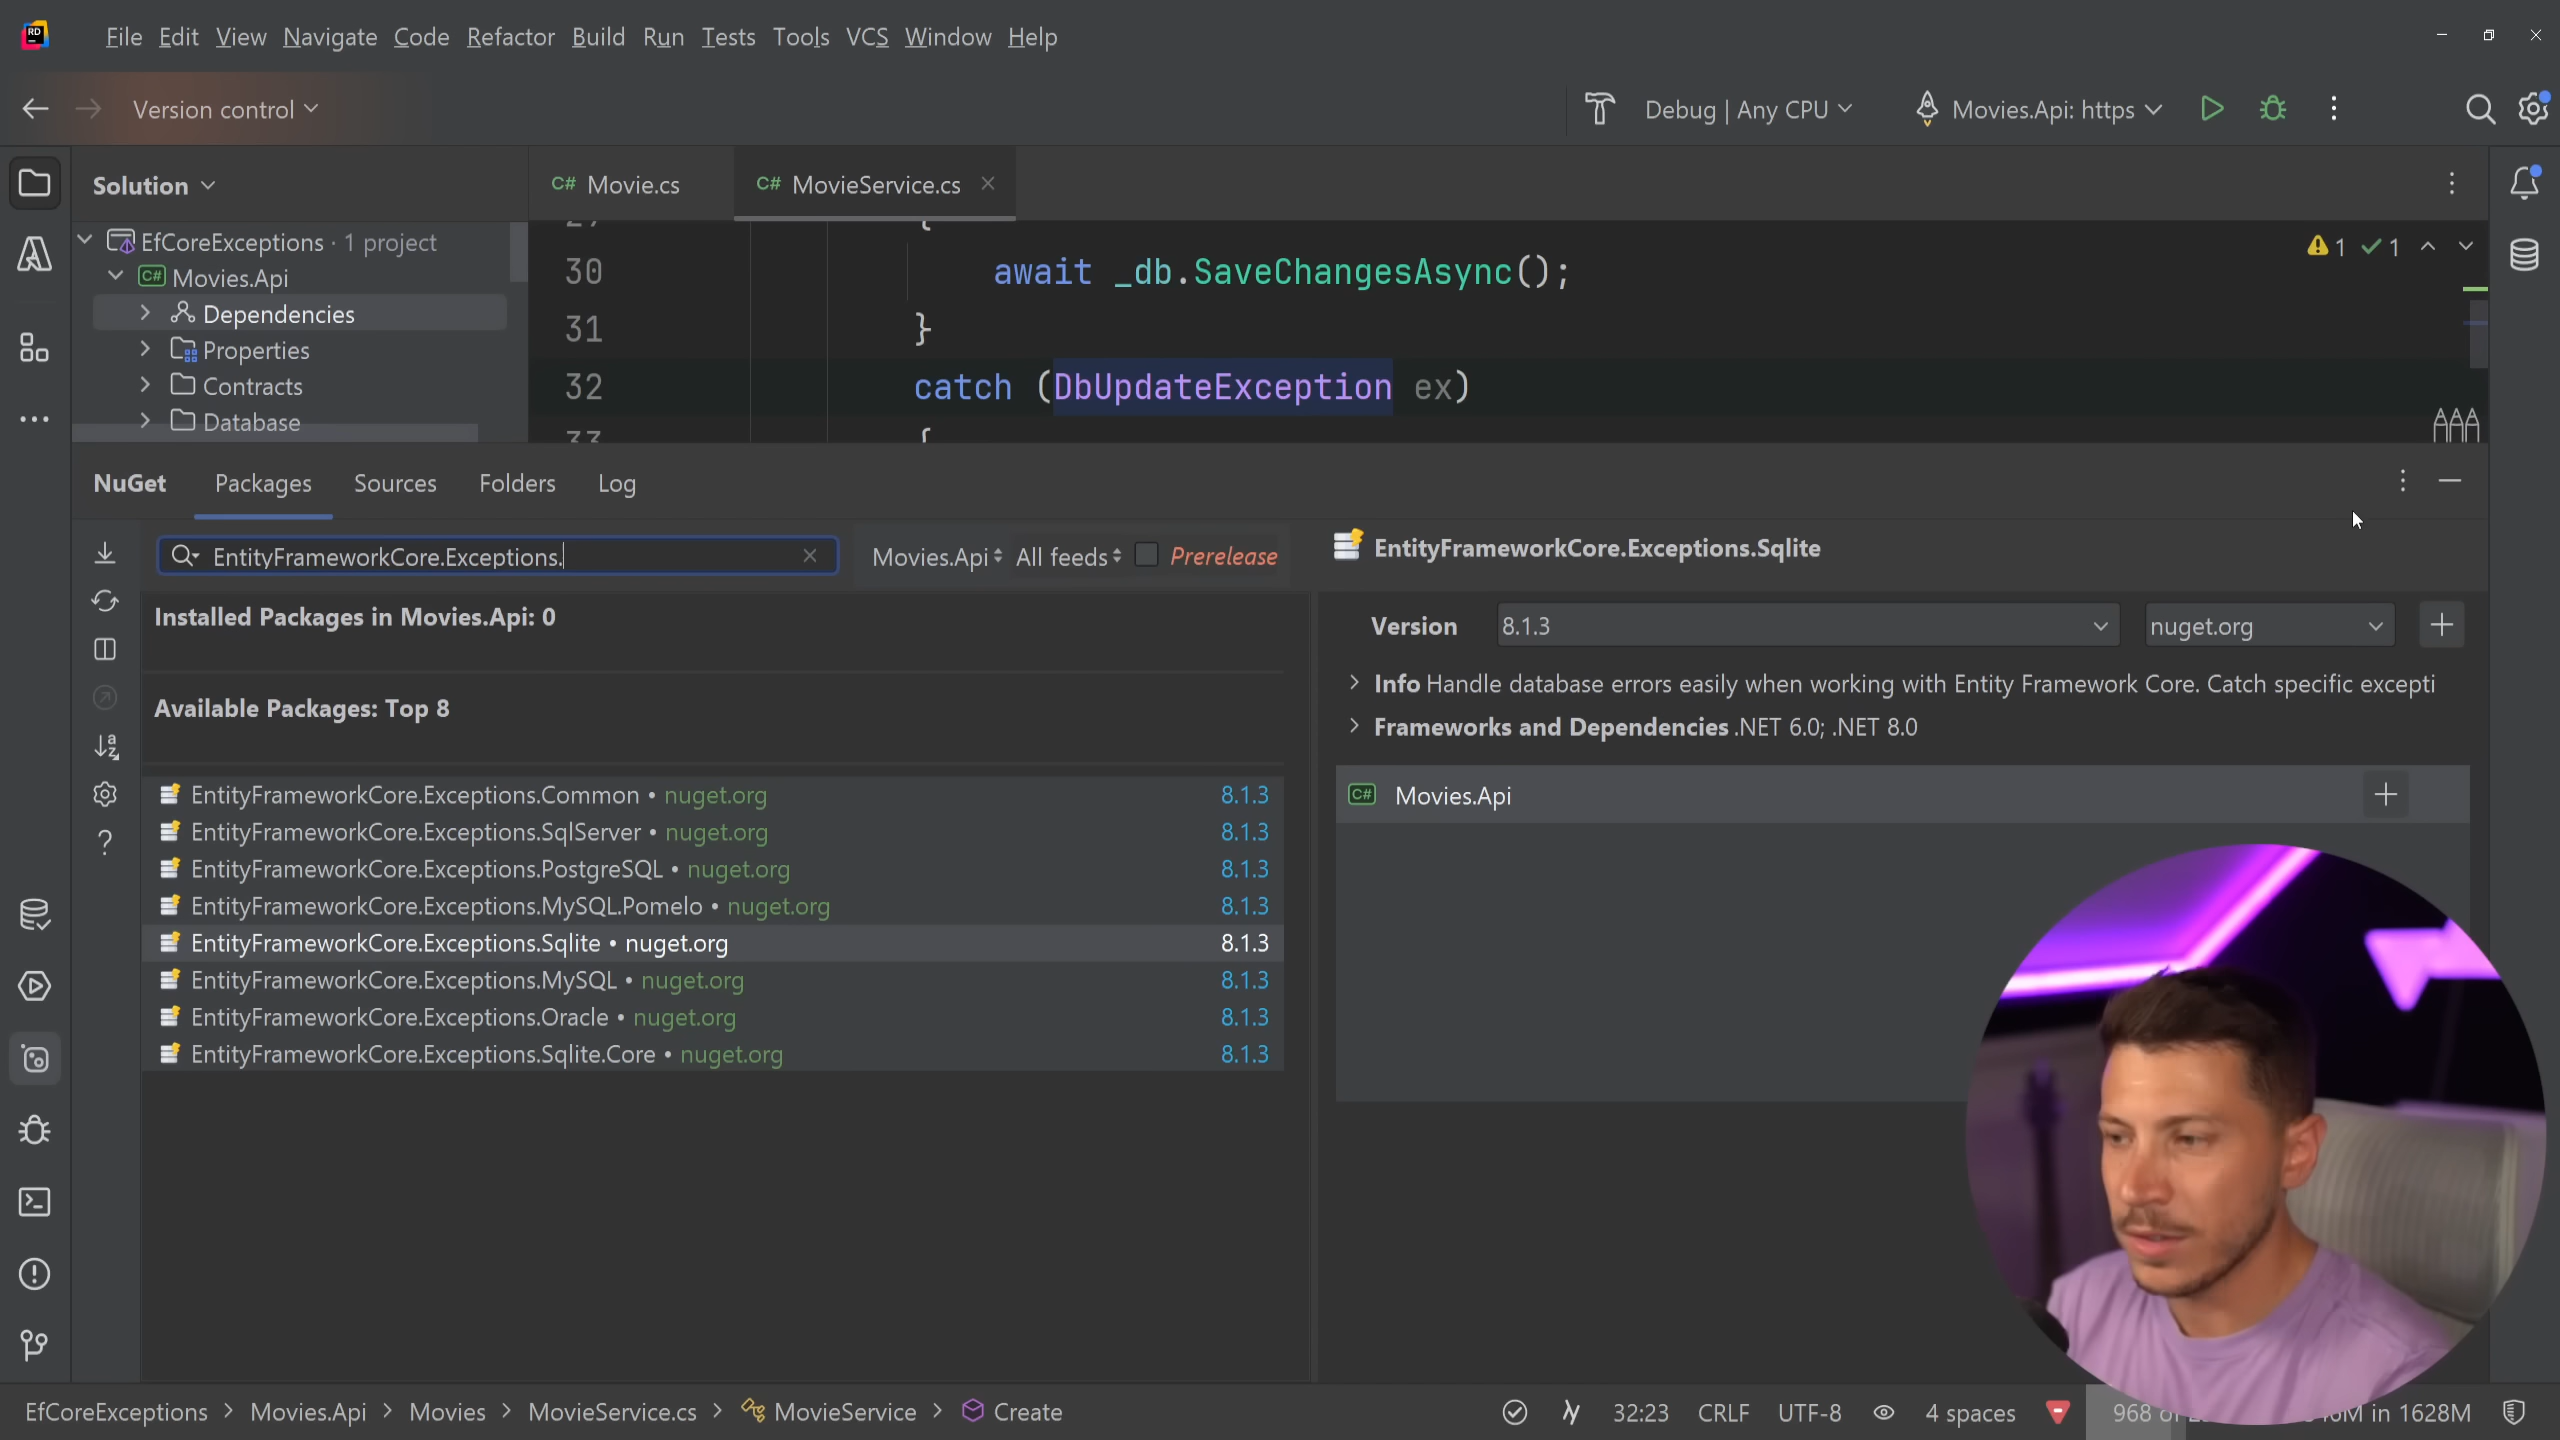 File Edit View Navigate Code Refactor Build Run Tests Tools VCS Window Help
Version control
Debug | Any CPU
Movies.Api: https
Solution
C# Movie.cs
C# MovieService.cs
EfCoreExceptions · 1 project
C# Movies.Api
Dependencies
Properties
Contracts
Database
1 1
30 await _db.SaveChangesAsync();
31 }
32 catch (DbUpdateException ex)
33 {
NuGet Packages Sources Folders Log
EntityFrameworkCore.Exceptions.
Movies.Api All feeds Prerelease
Installed Packages in Movies.Api: 0
Available Packages: Top 8
EntityFrameworkCore.Exceptions.Common • nuget.org 8.1.3
EntityFrameworkCore.Exceptions.SqlServer • nuget.org 8.1.3
EntityFrameworkCore.Exceptions.PostgreSQL • nuget.org 8.1.3
EntityFrameworkCore.Exceptions.MySQL.Pomelo • nuget.org 8.1.3
EntityFrameworkCore.Exceptions.Sqlite • nuget.org 8.1.3
EntityFrameworkCore.Exceptions.MySQL • nuget.org 8.1.3
EntityFrameworkCore.Exceptions.Oracle • nuget.org 8.1.3
EntityFrameworkCore.Exceptions.Sqlite.Core • nuget.org 8.1.3
EntityFrameworkCore.Exceptions.Sqlite
Version 8.1.3 nuget.org
Info Handle database errors easily when working with Entity Framework Core. Catch specific excepti
Frameworks and Dependencies .NET 6.0; .NET 8.0
C# Movies.Api
EfCoreExceptions > Movies.Api > Movies > MovieService.cs > MovieService > Create
32:23 CRLF UTF-8 4 spaces 968 of in 1628M